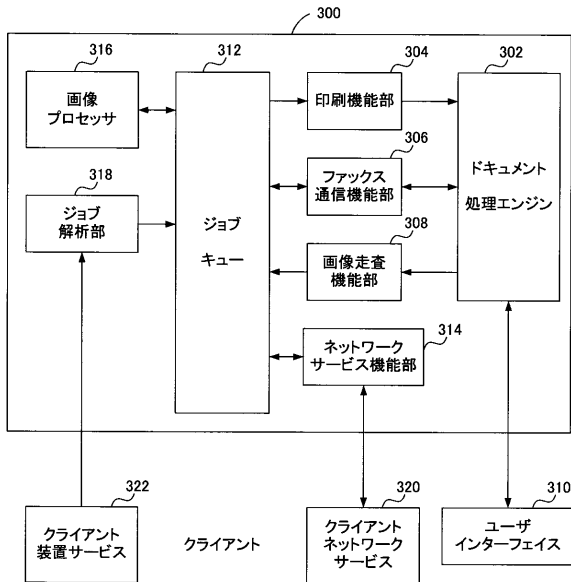 300
316
312
304
302
画像
プロセッサ
印刷機能部
306
ドキュメント
処理エンジン
318
ファックス
通信機能部
ジョブ
解析部
ジョブ
キュー
308
画像走査
機能部
314
ネットワーク
サービス機能部
322
320
310
クライアント
装置サービス
クライアント
クライアント
ネットワーク
サービス
ユーザ
インターフェイス